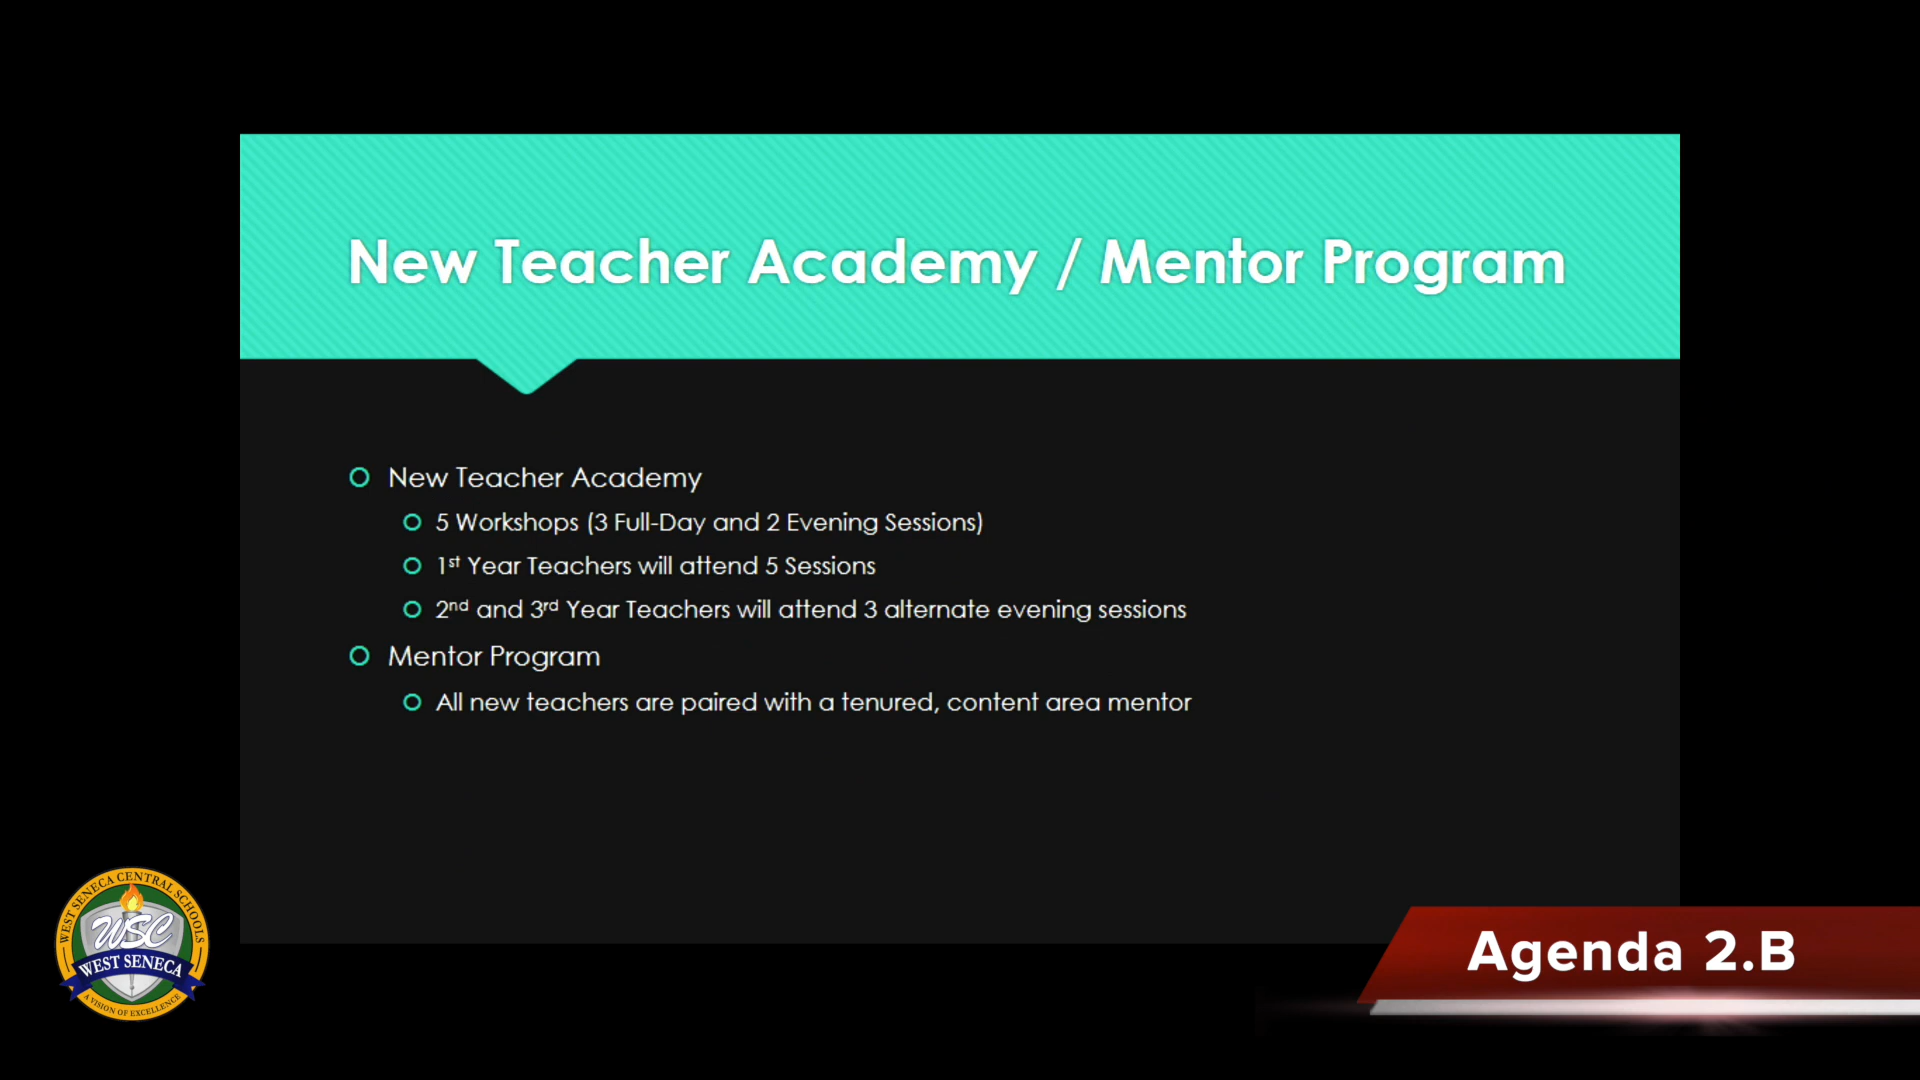 New Teacher Academy / Mentor Program
New Teacher Academy
5 Workshops (3 Full-Day and 2 Evening Sessions)
1st Year Teachers will attend 5 Sessions
2nd and 3rd Year Teachers will attend 3 alternate evening sessions
Mentor Program
All new teachers are paired with a tenured, content area mentor
WEST SENECA CENTRAL SCHOOLS
WSC
WEST SENECA
A VISION OF EXCELLENCE
Agenda 2.B